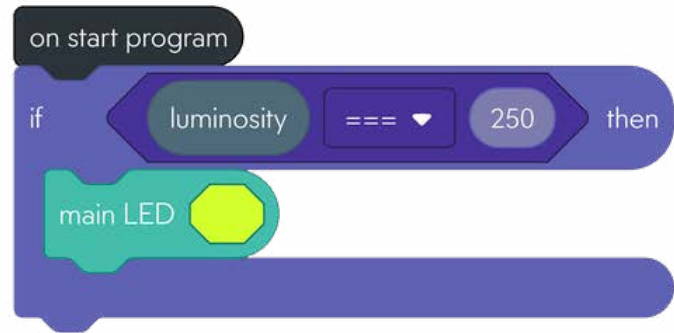 on start program
if luminosity === 250 then
main LED